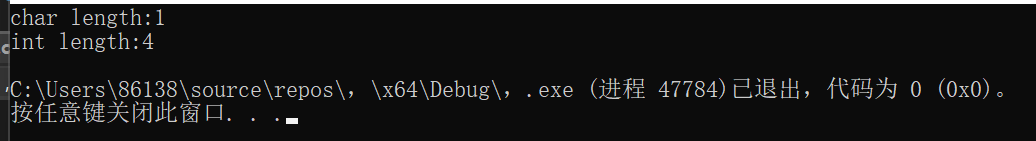 char length:1
int length:4
C:\Users\86138\source\repos\，\x64\Debug\，.exe (进程 47784)已退出，代码为 0 (0x0)。
按任意键关闭此窗口. . .